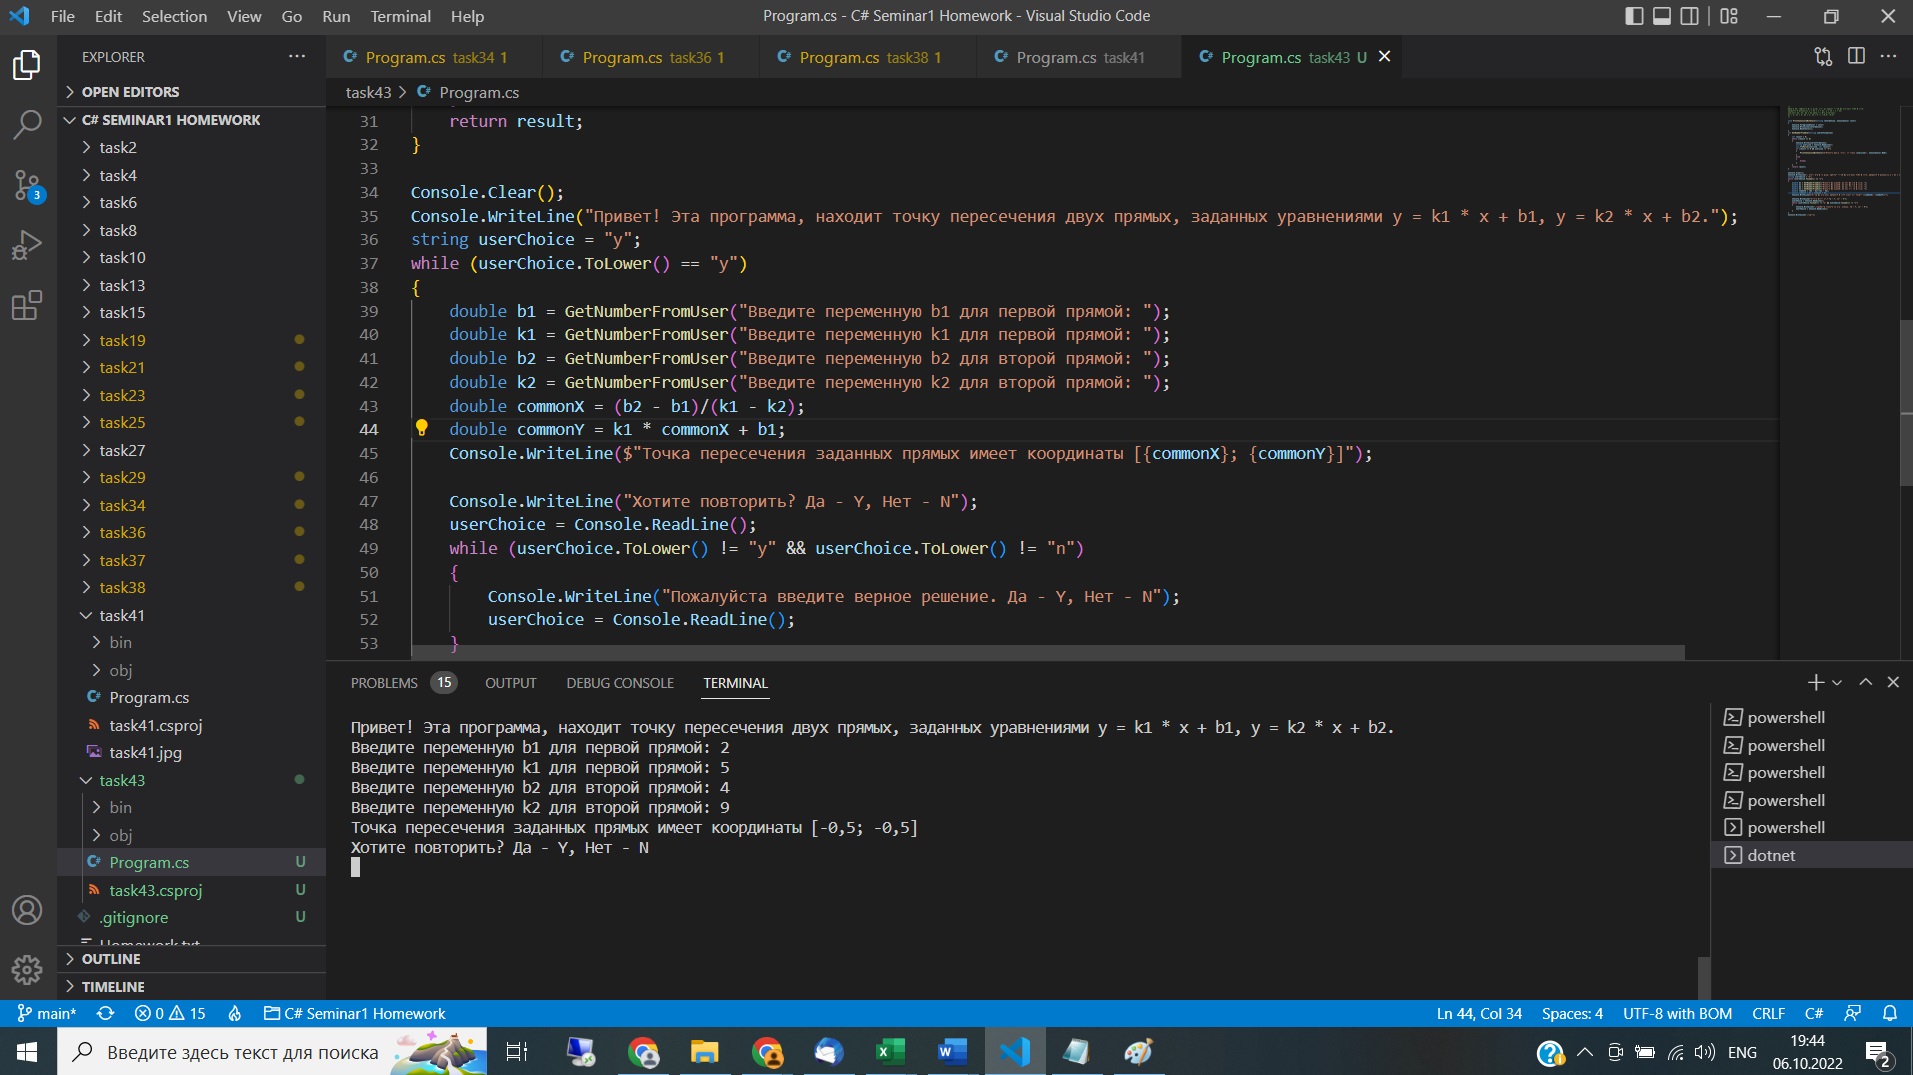 File Edit Selection View Go Run Terminal Help
Program.cs - C# Seminar1 Homework - Visual Studio Code
EXPLORER
Program.cs task34 1
Program.cs task36 1
Program.cs task38 1
Program.cs task41
Program.cs task43 U
OPEN EDITORS
C# SEMINAR1 HOMEWORK
task2
task4
task6
task8
task10
task13
task15
task19
task21
task23
task25
task27
task29
task34
task36
task37
task38
task41
bin
obj
Program.cs
task41.csproj
task41.jpg
task43
bin
obj
Program.cs U
task43.csproj U
.gitignore U
Homework.txt
OUTLINE
TIMELINE
3
task43 > Program.cs
31 return result;
32 }
33
34 Console.Clear();
35 Console.WriteLine("Привет! Эта программа, находит точку пересечения двух прямых, заданных уравнениями y = k1 * x + b1, y = k2 * x + b2.");
36 string userChoice = "y";
37 while (userChoice.ToLower() == "y")
38 {
39 double b1 = GetNumberFromUser("Введите переменную b1 для первой прямой: ");
40 double k1 = GetNumberFromUser("Введите переменную k1 для первой прямой: ");
41 double b2 = GetNumberFromUser("Введите переменную b2 для второй прямой: ");
42 double k2 = GetNumberFromUser("Введите переменную k2 для второй прямой: ");
43 double commonX = (b2 - b1)/(k1 - k2);
44 double commonY = k1 * commonX + b1;
45 Console.WriteLine($"Точка пересечения заданных прямых имеет координаты [{commonX}; {commonY}]");
46
47 Console.WriteLine("Хотите повторить? Да - Y, Нет - N");
48 userChoice = Console.ReadLine();
49 while (userChoice.ToLower() != "y" && userChoice.ToLower() != "n")
50 {
51 Console.WriteLine("Пожалуйста введите верное решение. Да - Y, Нет - N");
52 userChoice = Console.ReadLine();
53 }
PROBLEMS 15 OUTPUT DEBUG CONSOLE TERMINAL
Привет! Эта программа, находит точку пересечения двух прямых, заданных уравнениями y = k1 * x + b1, y = k2 * x + b2.
Введите переменную b1 для первой прямой: 2
Введите переменную k1 для первой прямой: 5
Введите переменную b2 для второй прямой: 4
Введите переменную k2 для второй прямой: 9
Точка пересечения заданных прямых имеет координаты [-0,5; -0,5]
Хотите повторить? Да - Y, Нет - N
powershell
powershell
powershell
powershell
powershell
dotnet
main* 0 15 C# Seminar1 Homework
Ln 44, Col 34 Spaces: 4 UTF-8 with BOM CRLF C#
Введите здесь текст для поиска
ENG
19:44
06.10.2022
2